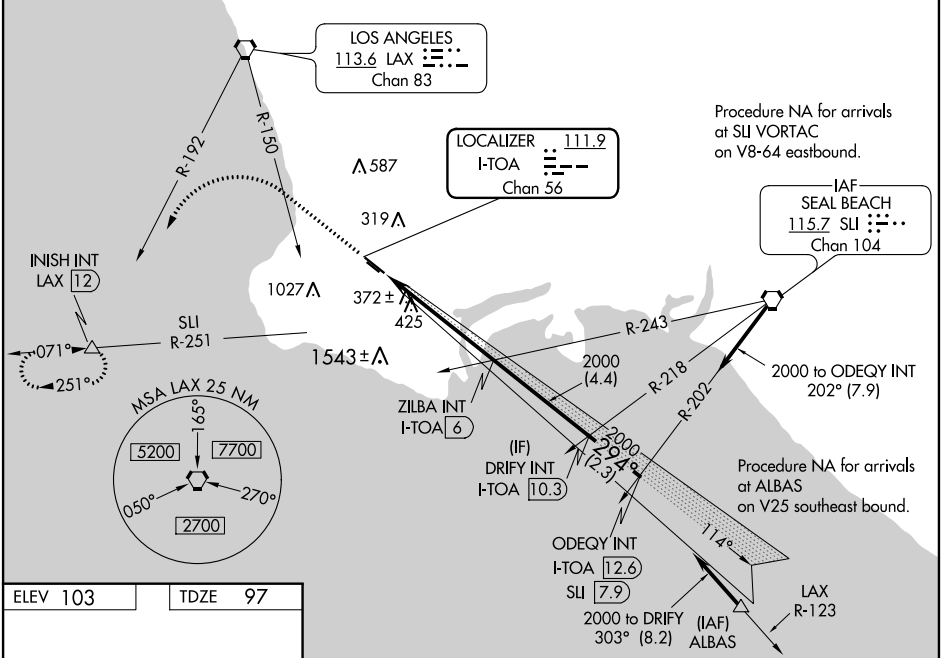 LOS ANGELES
113.6 LAX
Chan 83
R-192
R-150
LOCALIZER 111.9
I-TOA
Chan 56
Procedure NA for arrivals
at SLI VORTAC
on V8-64 eastbound.
IAF
SEAL BEACH
115.7 SLI
Chan 104
587
319
1027
372±
425
1543±
INISH INT
LAX 12
SLI
R-251
071°
251°
R-243
R-218
R-202
2000 to ODEQY INT
202° (7.9)
2000
(4.4)
ZILBA INT
I-TOA 6
MSA LAX 25 NM
165°
5200
7700
050°
270°
2700
(IF)
DRIFY INT
I-TOA 10.3
2000
294°
(2.3)
Procedure NA for arrivals
at ALBAS
on V25 southeast bound.
114°
ODEQY INT
I-TOA 12.6
SLI 7.9
2000 to DRIFY
303° (8.2)
(IAF)
ALBAS
LAX
R-123
ELEV 103
TDZE 97